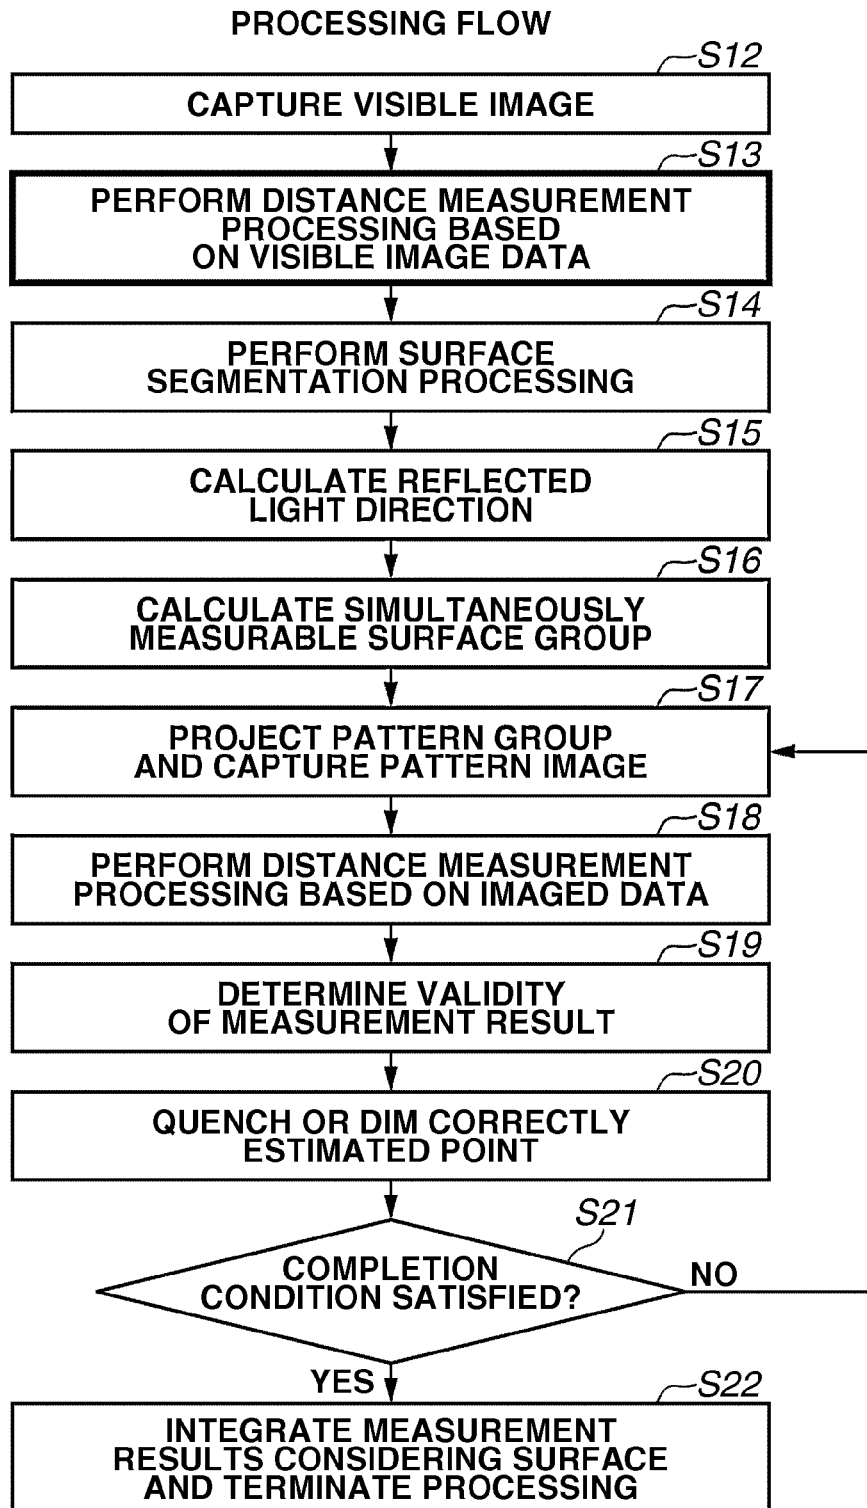 PROCESSING FLOW
S12
CAPTURE VISIBLE IMAGE
S13
PERFORM DISTANCE MEASUREMENT
PROCESSING BASED
ON VISIBLE IMAGE DATA
S14
PERFORM SURFACE
SEGMENTATION PROCESSING
S15
CALCULATE REFLECTED
LIGHT DIRECTION
S16
CALCULATE SIMULTANEOUSLY
MEASURABLE SURFACE GROUP
S17
PROJECT PATTERN GROUP
AND CAPTURE PATTERN IMAGE
S18
PERFORM DISTANCE MEASUREMENT
PROCESSING BASED ON IMAGED DATA
S19
DETERMINE VALIDITY
OF MEASUREMENT RESULT
S20
QUENCH OR DIM CORRECTLY
ESTIMATED POINT
S21
COMPLETION
CONDITION SATISFIED?
NO
YES
S22
INTEGRATE MEASUREMENT
RESULTS CONSIDERING SURFACE
AND TERMINATE PROCESSING